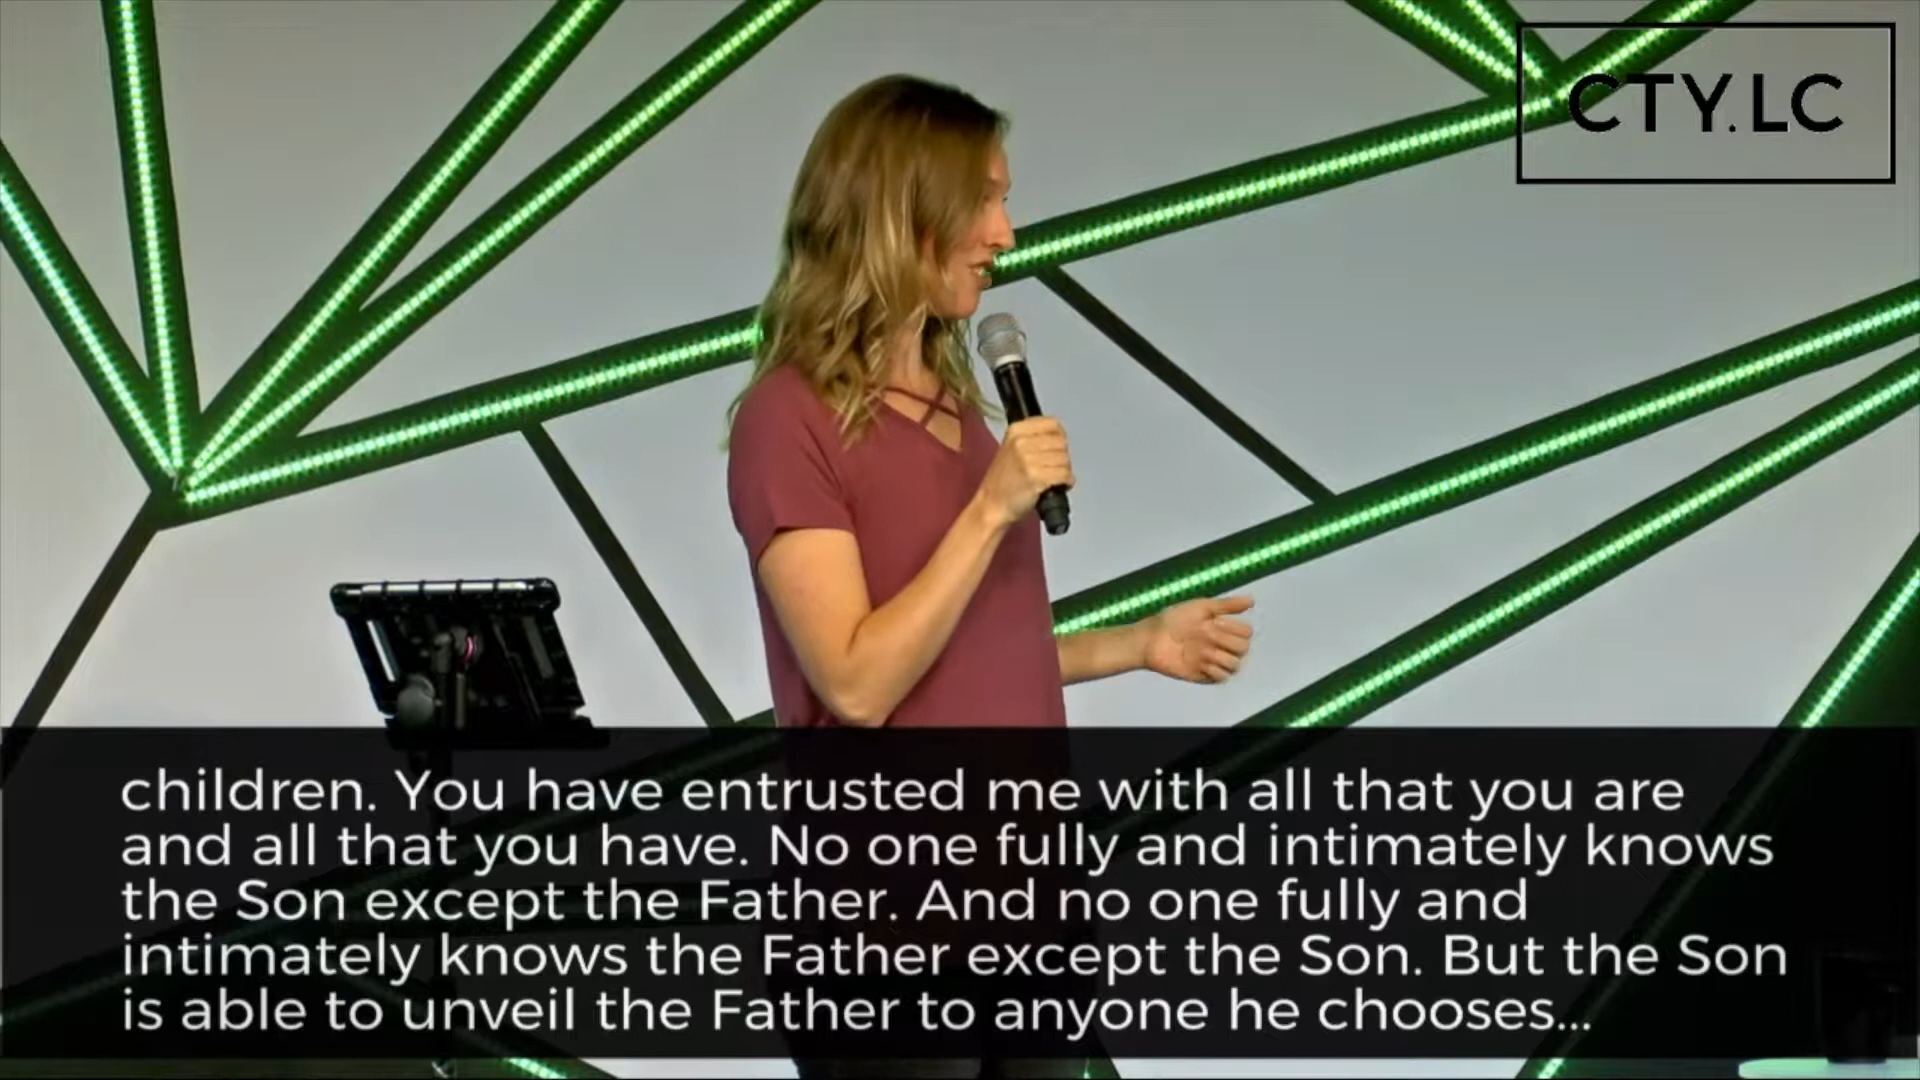 CTY.LC
children. You have entrusted me with all that you are
and all that you have. No one fully and intimately knows
the Son except the Father. And no one fully and
intimately knows the Father except the Son. But the Son
is able to unveil the Father to anyone he chooses...